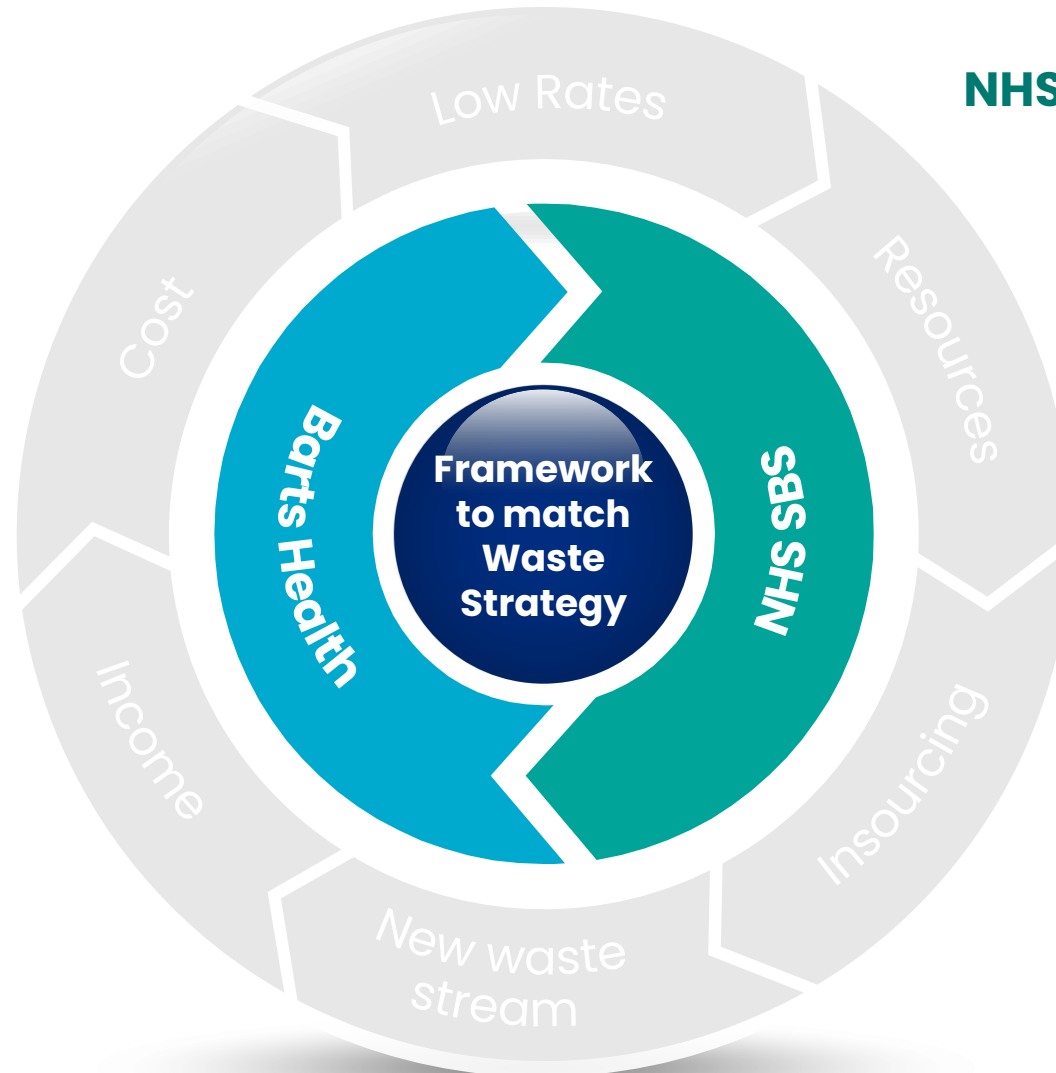 NHS
Low Rates
Resources
Cost
Barts Health
Framework
to match
Waste
Strategy
NHS SBS
Income
Insourcing
New waste
stream